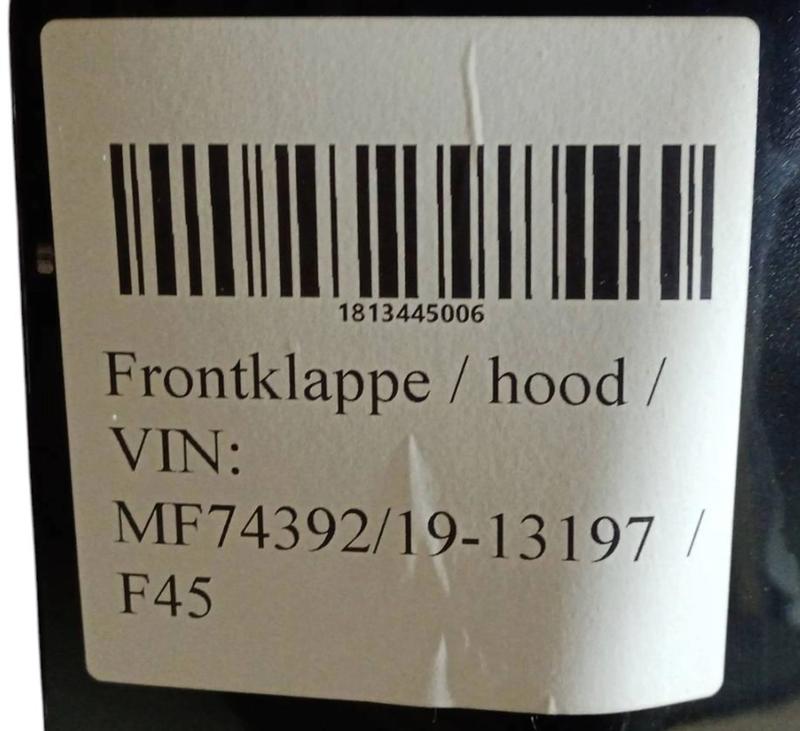 1813445006
Frontklappe / hood /
VIN:
MF74392/19-13197 /
F45